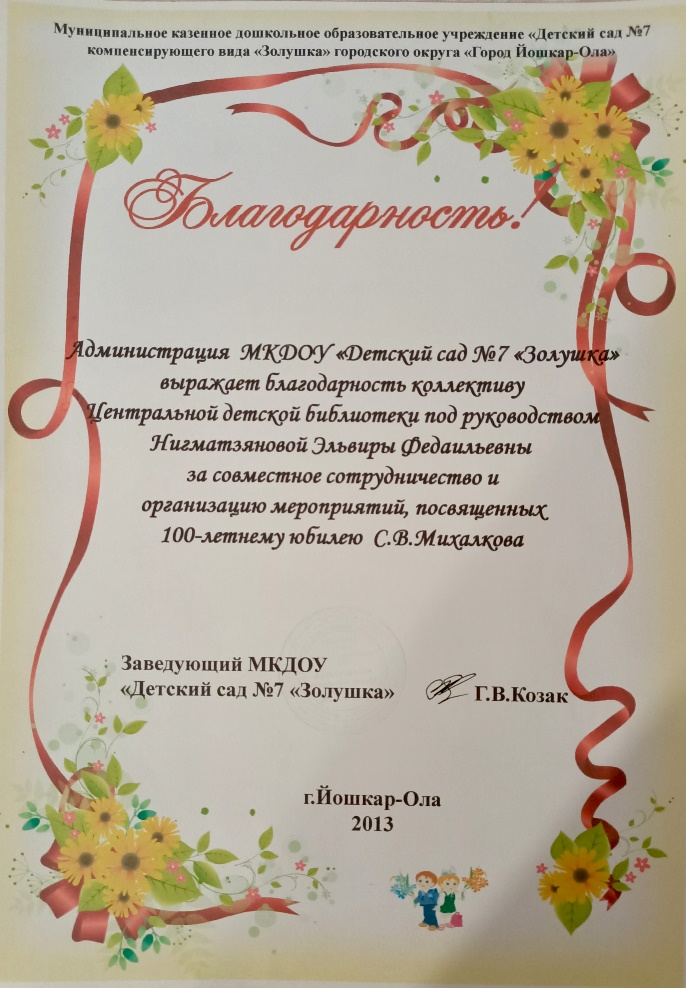 Муниципальное казенное дошкольное образовательное учреждение «Детский сад №7
компенсирующего вида «Золушка» городского округа «Город Йошкар-Ола»
Благодарность!
Администрация МКДОУ «Детский сад №7 «Золушка»
выражает благодарность коллективу
Центральной детской библиотеки под руководством
Нигматзяновой Эльвиры Федаильевны
за совместное сотрудничество и
организацию мероприятий, посвященных
100-летнему юбилею С.В.Михалкова
Заведующий МКДОУ
«Детский сад №7 «Золушка»
Г.В.Козак
г.Йошкар-Ола
2013